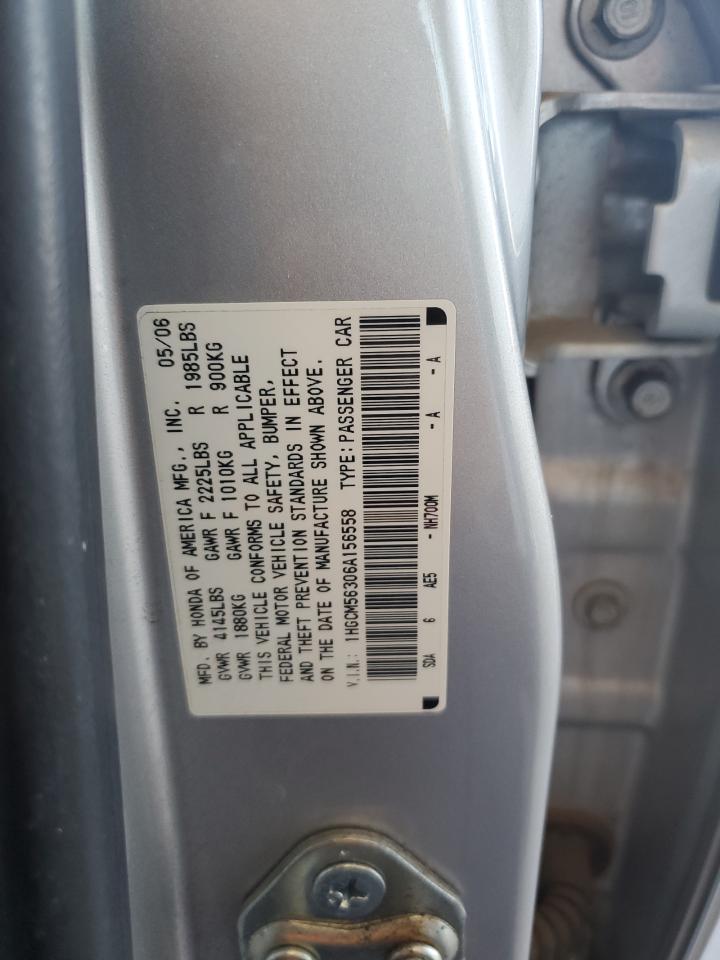 MFD. BY HONDA OF AMERICA MFG., INC. 05/06
GVWR 4145LBS GAWR F 2225LBS R 1985LBS
GVWR 1880KG GAWR F 1010KG R 900KG
THIS VEHICLE CONFORMS TO ALL APPLICABLE
FEDERAL MOTOR VEHICLE SAFETY, BUMPER,
AND THEFT PREVENTION STANDARDS IN EFFECT
ON THE DATE OF MANUFACTURE SHOWN ABOVE.
V.I.N.: 1HGCM56306A156558 TYPE: PASSENGER CAR
SDA 6 AE5 - NH700M - A - A